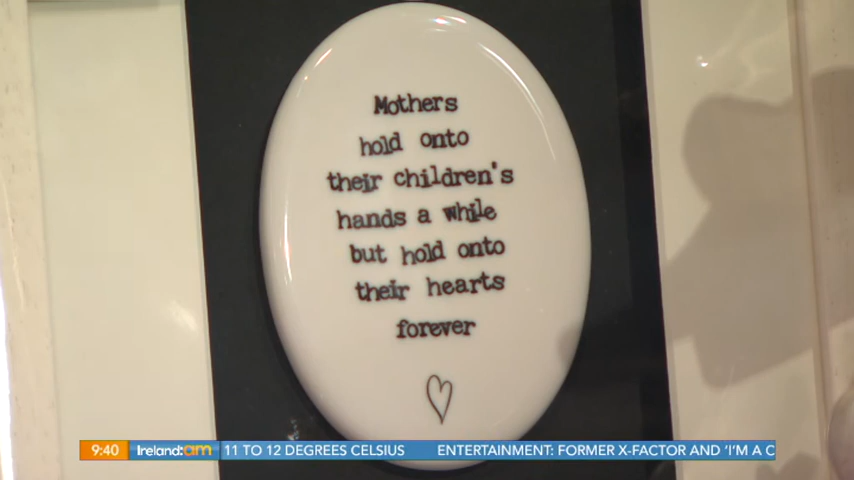 Mothers
hold onto
their children's
hands a while
but hold onto
their hearts
forever
9:40 Ireland:am 11 TO 12 DEGREES CELSIUS ENTERTAINMENT: FORMER X-FACTOR AND 'I'M A C